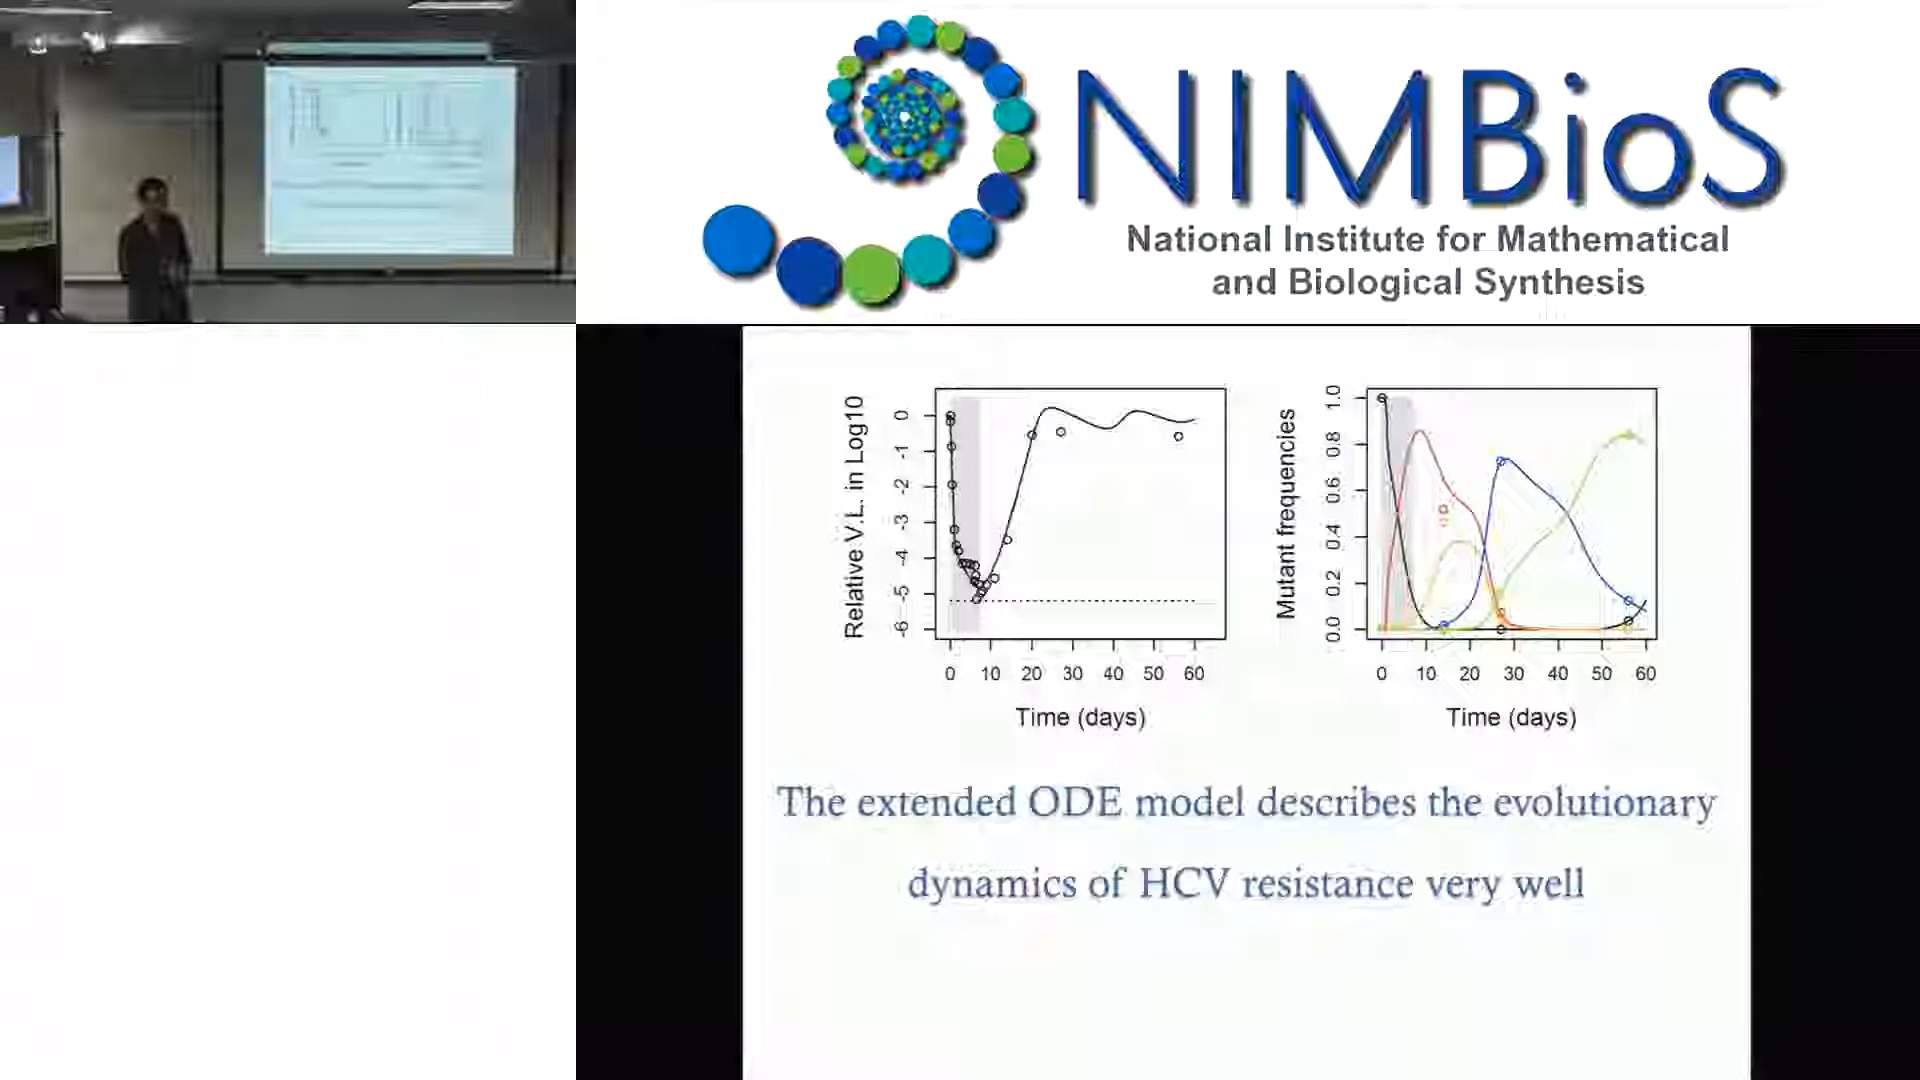 NIMBioS
National Institute for Mathematical
and Biological Synthesis
Relative V.L. in Log10
0
-1
-2
-3
-4
-5
-6
0 10 20 30 40 50 60
Time (days)
Mutant frequencies
1.0
0.8
0.6
0.4
0.2
0.0
0 10 20 30 40 50 60
Time (days)
The extended ODE model describes the evolutionary
dynamics of HCV resistance very well